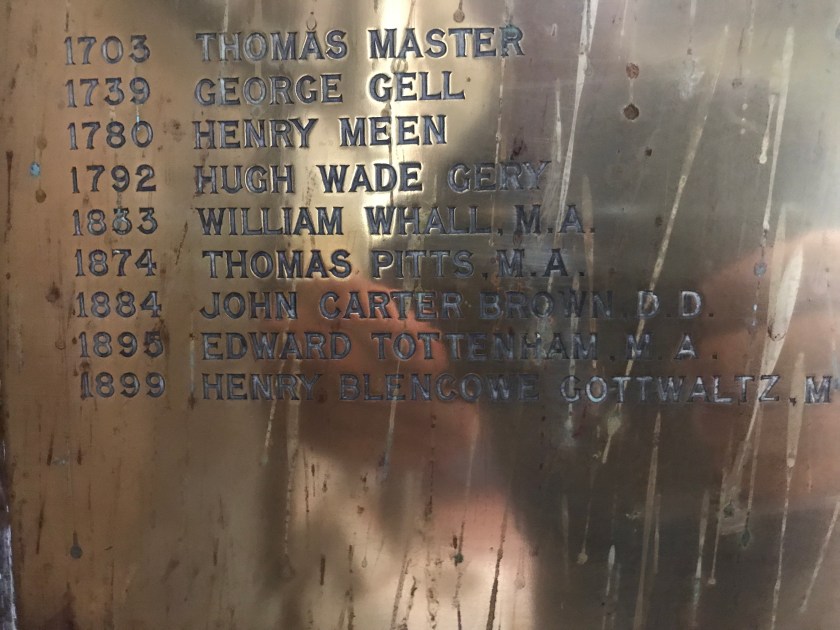 1703 THOMAS MASTER
1739 GEORGE GELL
1780 HENRY MEEN
1792 HUGH WADE GERY
1833 WILLIAM WHALL, M.A.
1874 THOMAS PITTS, M.A.
1884 JOHN CARTER BROWN, D.D.
1895 EDWARD TOTTENHAM, M.A.
1899 HENRY BLENCOWE GOTTWALTZ, M